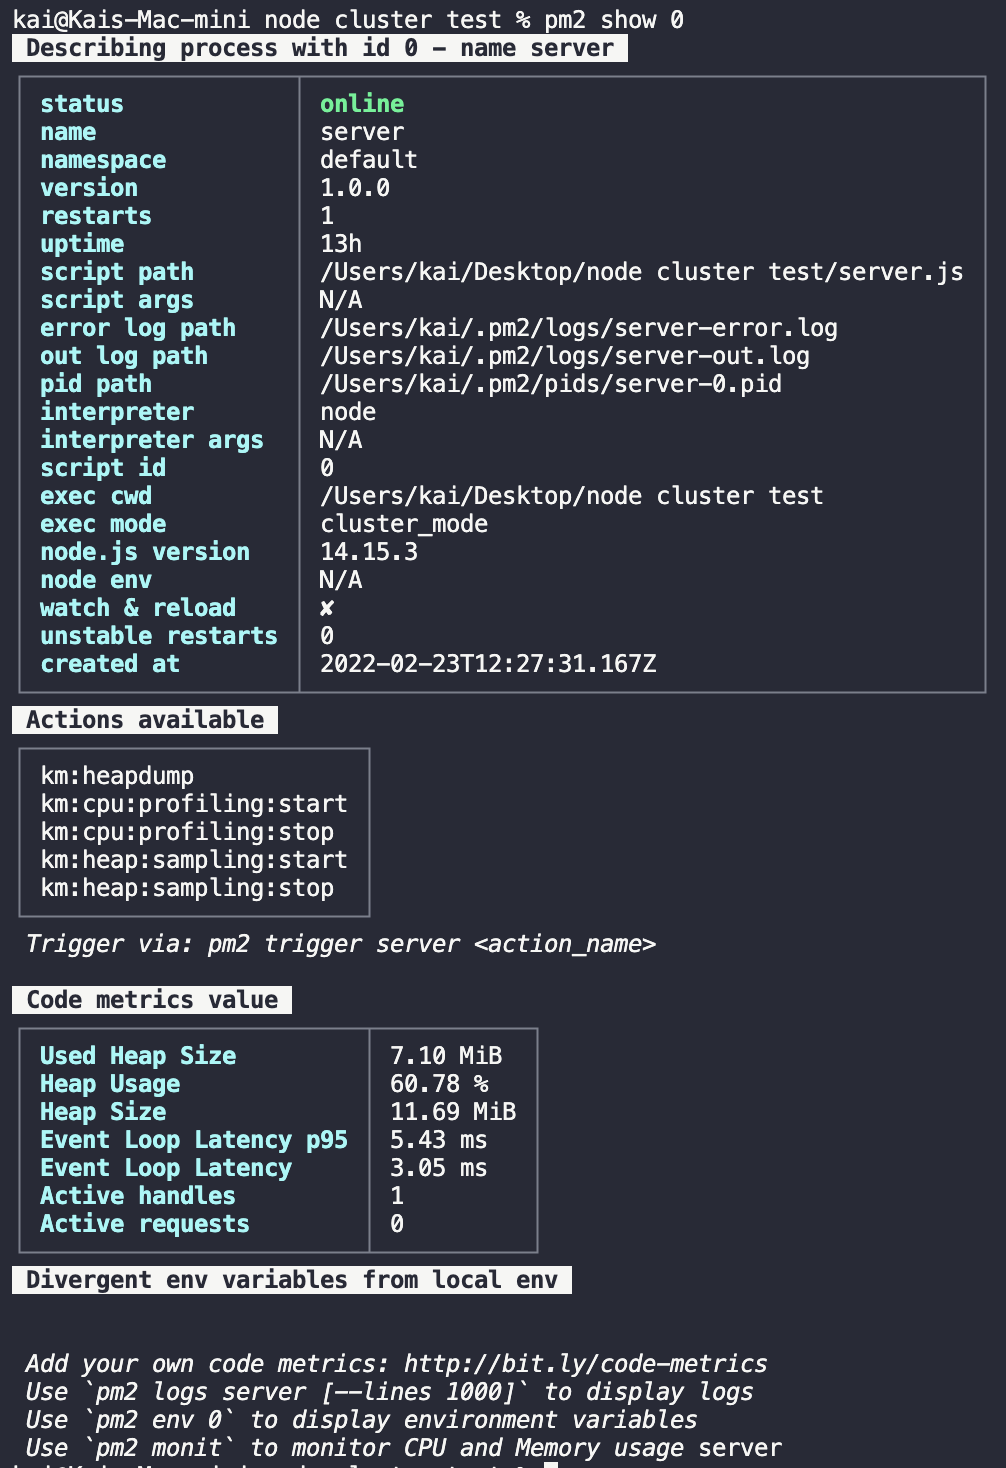 kai@Kais-Mac-mini node cluster test % pm2 show 0
Describing process with id 0 - name server
status online
name server
namespace default
version 1.0.0
restarts 1
uptime 13h
script path /Users/kai/Desktop/node cluster test/server.js
script args N/A
error log path /Users/kai/.pm2/logs/server-error.log
out log path /Users/kai/.pm2/logs/server-out.log
pid path /Users/kai/.pm2/pids/server-0.pid
interpreter node
interpreter args N/A
script id 0
exec cwd /Users/kai/Desktop/node cluster test
exec mode cluster_mode
node.js version 14.15.3
node env N/A
watch & reload ✘
unstable restarts 0
created at 2022-02-23T12:27:31.167Z
Actions available
km:heapdump
km:cpu:profiling:start
km:cpu:profiling:stop
km:heap:sampling:start
km:heap:sampling:stop
Trigger via: pm2 trigger server <action_name>
Code metrics value
Used Heap Size 7.10 MiB
Heap Usage 60.78 %
Heap Size 11.69 MiB
Event Loop Latency p95 5.43 ms
Event Loop Latency 3.05 ms
Active handles 1
Active requests 0
Divergent env variables from local env
Add your own code metrics: http://bit.ly/code-metrics
Use `pm2 logs server [--lines 1000]` to display logs
Use `pm2 env 0` to display environment variables
Use `pm2 monit` to monitor CPU and Memory usage server